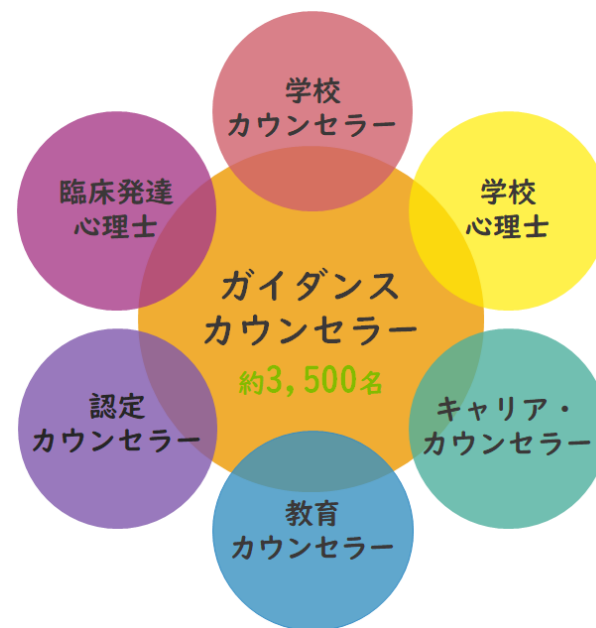 学校
カウンセラー
臨床発達
心理士
学校
心理士
ガイダンス
カウンセラー
約3,500名
認定
カウンセラー
キャリア・
カウンセラー
教育
カウンセラー